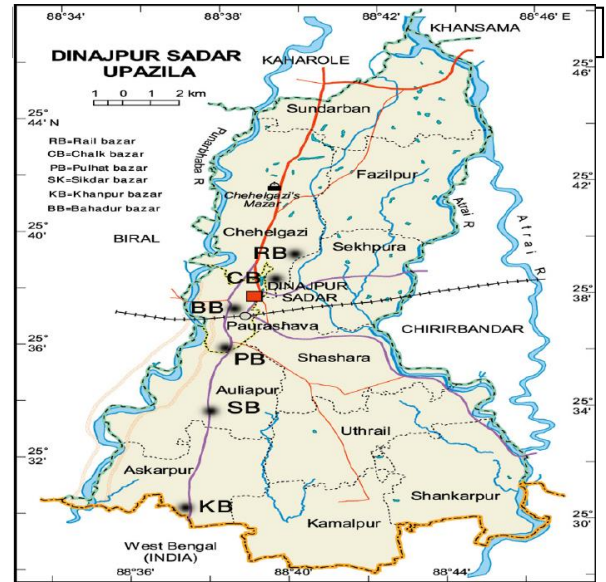 88°34'
88°38'
88°42'
88°46' E
KHANSAMA
DINAJPUR SADAR
UPAZILA
KAHAROLE
1 0 1 2 km
25°
46'
25°
44' N
Sundarban
RB=Rail bazar
CB=Chalk bazar
PB=Pulhat bazar
SK=Sikdar bazar
KB=Khanpur bazar
BB=Bahadur bazar
Punarbhaba R
Fazilpur
25°
42'
Chehelgazi's
Mazar
Atrai R
Atrai R
25°
40'
Chehelgazi
BIRAL
RB
Sekhpura
CB
DINAJPUR
SADAR
25°
38'
BB
Paurashava
CHIRIRBANDAR
25°
36'
PB
Shashara
Auliapur
SB
25°
34'
Uthrail
25°
32'
Askarpur
Shankarpur
KB
Kamalpur
25°
30'
West Bengal
(INDIA)
88°36'
88°40'
88°44'